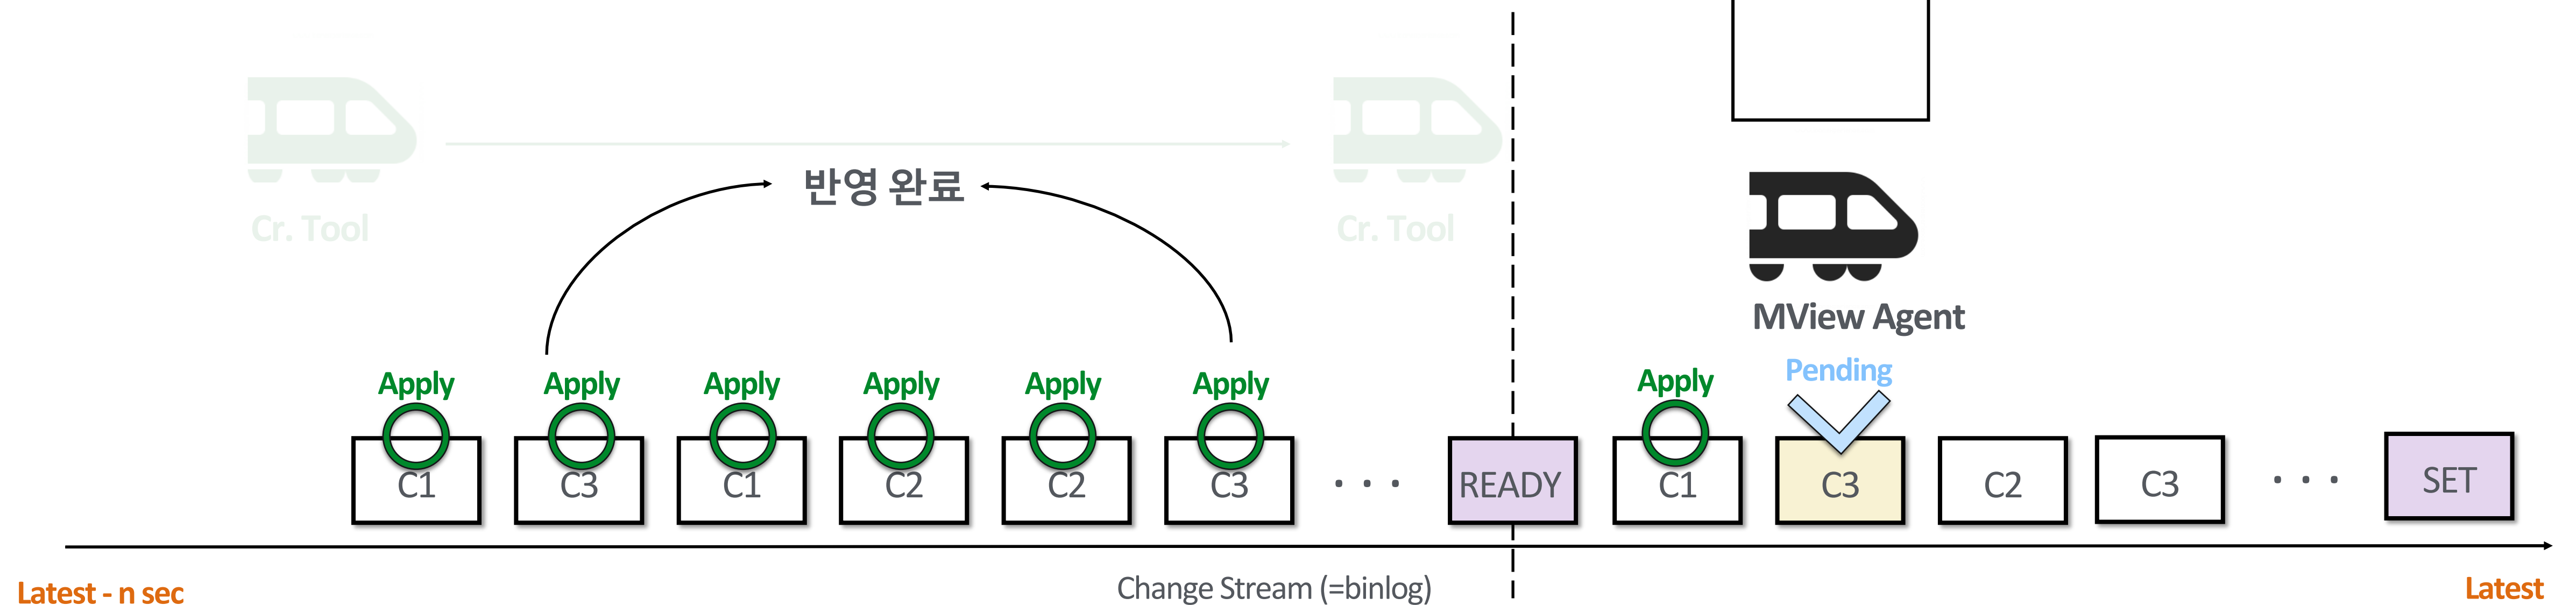 반영 완료
Cr. Tool
Cr. Tool
MView Agent
Apply
Apply
Apply
Apply
Apply
Apply
Apply
Pending
C1
C3
C1
C2
C2
C3
. . .
READY
C1
C3
C2
C3
. . .
SET
Latest - n sec
Change Stream (=binlog)
Latest